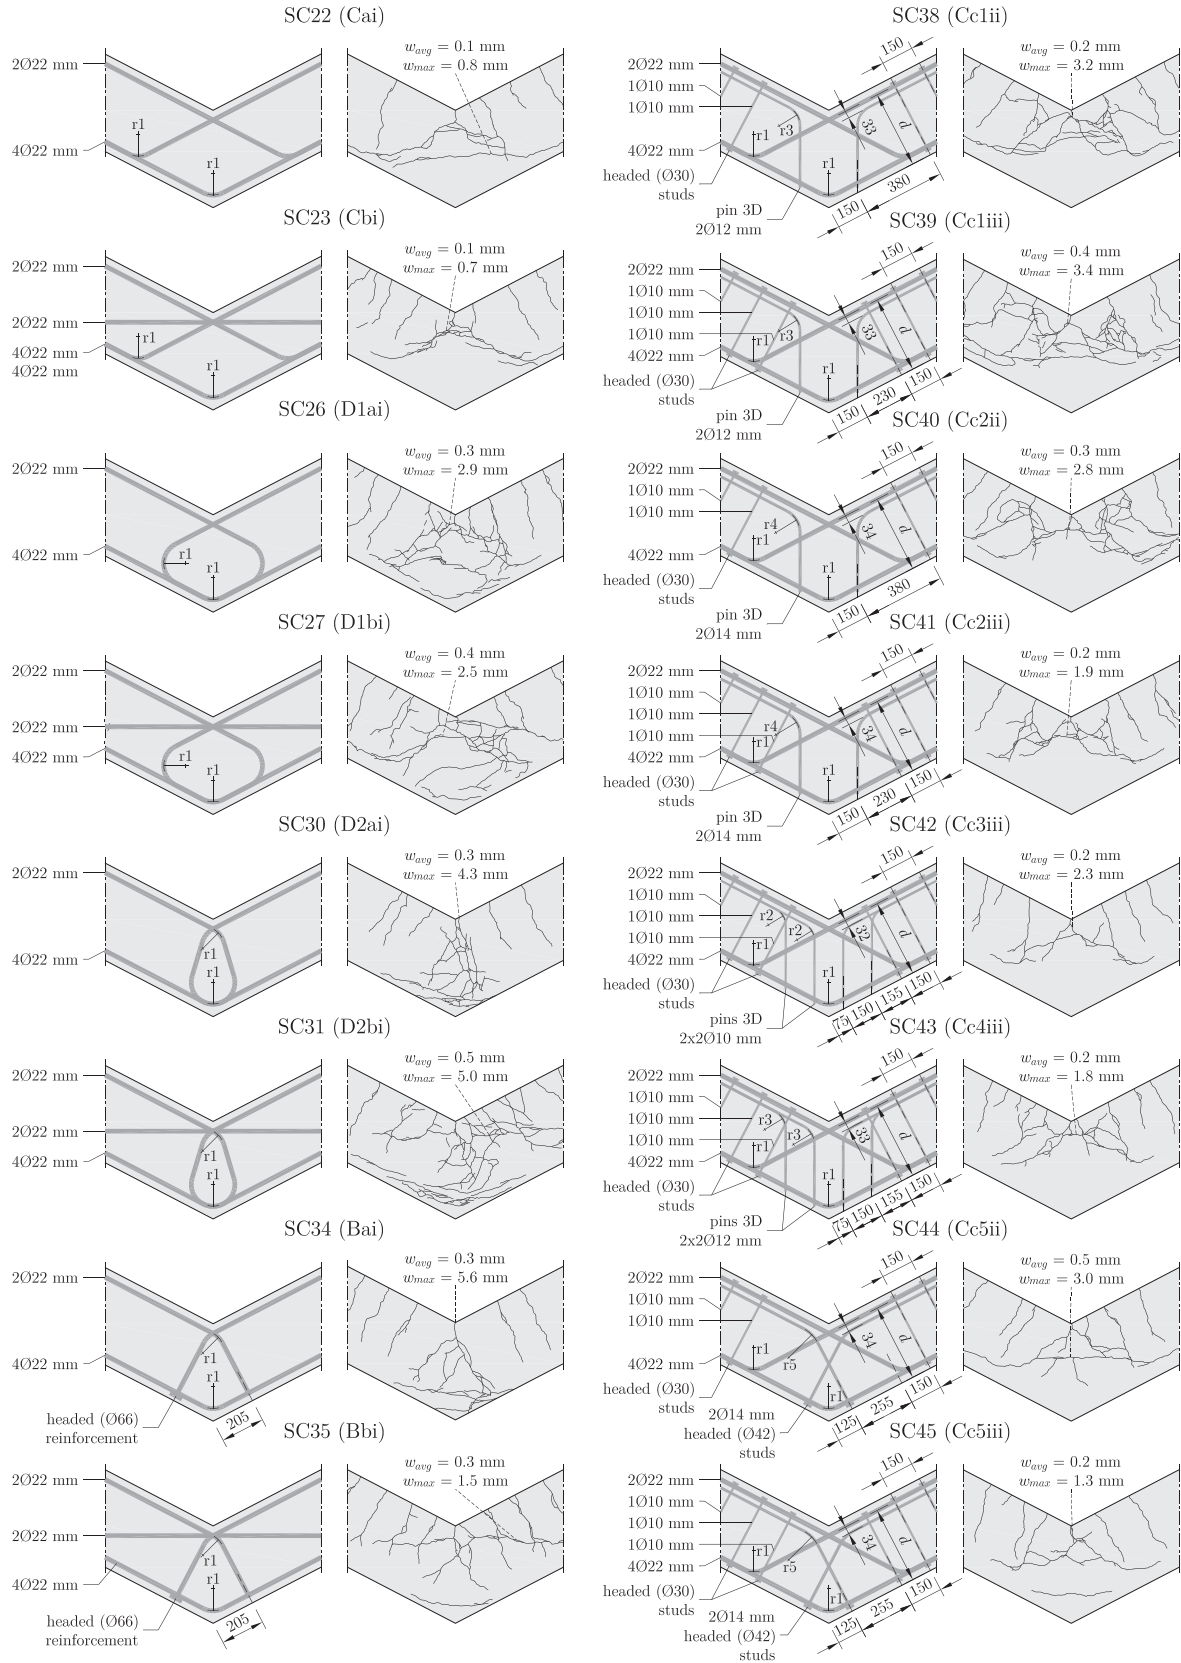 SC22 (Cai)
2Ø22 mm
4Ø22 mm
r1
r1
w_avg = 0.1 mm
w_max = 0.8 mm
SC23 (Cbi)
2Ø22 mm
2Ø22 mm
4Ø22 mm
4Ø22 mm
r1
r1
w_avg = 0.1 mm
w_max = 0.7 mm
SC26 (D1ai)
2Ø22 mm
4Ø22 mm
r1
r1
w_avg = 0.3 mm
w_max = 2.9 mm
SC27 (D1bi)
2Ø22 mm
2Ø22 mm
4Ø22 mm
r1
r1
w_avg = 0.4 mm
w_max = 2.5 mm
SC30 (D2ai)
2Ø22 mm
4Ø22 mm
r1
r1
w_avg = 0.3 mm
w_max = 4.3 mm
SC31 (D2bi)
2Ø22 mm
2Ø22 mm
4Ø22 mm
r1
r1
w_avg = 0.5 mm
w_max = 5.0 mm
SC34 (Bai)
2Ø22 mm
4Ø22 mm
r1
r1
headed (Ø66)
reinforcement
205
w_avg = 0.3 mm
w_max = 5.6 mm
SC35 (Bbi)
2Ø22 mm
2Ø22 mm
4Ø22 mm
r1
r1
headed (Ø66)
reinforcement
205
w_avg = 0.3 mm
w_max = 1.5 mm
SC38 (Cc1ii)
150
2Ø22 mm
1Ø10 mm
1Ø10 mm
4Ø22 mm
headed (Ø30)
studs
r1
r3
r1
33
d
pin 3D
2Ø12 mm
150
380
w_avg = 0.2 mm
w_max = 3.2 mm
SC39 (Cc1iii)
150
2Ø22 mm
1Ø10 mm
1Ø10 mm
1Ø10 mm
4Ø22 mm
headed (Ø30)
studs
r1
r3
r1
33
d
pin 3D
2Ø12 mm
150
230
150
w_avg = 0.4 mm
w_max = 3.4 mm
SC40 (Cc2ii)
150
2Ø22 mm
1Ø10 mm
1Ø10 mm
4Ø22 mm
headed (Ø30)
studs
r4
r1
r1
34
d
pin 3D
2Ø14 mm
150
380
w_avg = 0.3 mm
w_max = 2.8 mm
SC41 (Cc2iii)
150
2Ø22 mm
1Ø10 mm
1Ø10 mm
1Ø10 mm
4Ø22 mm
headed (Ø30)
studs
r4
r1
r1
34
d
pin 3D
2Ø14 mm
150
230
150
w_avg = 0.2 mm
w_max = 1.9 mm
SC42 (Cc3iii)
150
2Ø22 mm
1Ø10 mm
1Ø10 mm
1Ø10 mm
4Ø22 mm
headed (Ø30)
studs
r2
r2
r1
r1
32
d
pins 3D
2x2Ø10 mm
75
150
155
150
w_avg = 0.2 mm
w_max = 2.3 mm
SC43 (Cc4iii)
150
2Ø22 mm
1Ø10 mm
1Ø10 mm
1Ø10 mm
4Ø22 mm
headed (Ø30)
studs
r3
r3
r1
r1
33
d
pins 3D
2x2Ø12 mm
75
150
155
150
w_avg = 0.2 mm
w_max = 1.8 mm
SC44 (Cc5ii)
150
2Ø22 mm
1Ø10 mm
1Ø10 mm
4Ø22 mm
headed (Ø30)
studs
r1
r5
r1
34
d
2Ø14 mm
headed (Ø42)
studs
125
255
150
w_avg = 0.5 mm
w_max = 3.0 mm
SC45 (Cc5iii)
150
2Ø22 mm
1Ø10 mm
1Ø10 mm
1Ø10 mm
4Ø22 mm
headed (Ø30)
studs
r1
r5
r1
34
d
2Ø14 mm
headed (Ø42)
studs
125
255
150
w_avg = 0.2 mm
w_max = 1.3 mm